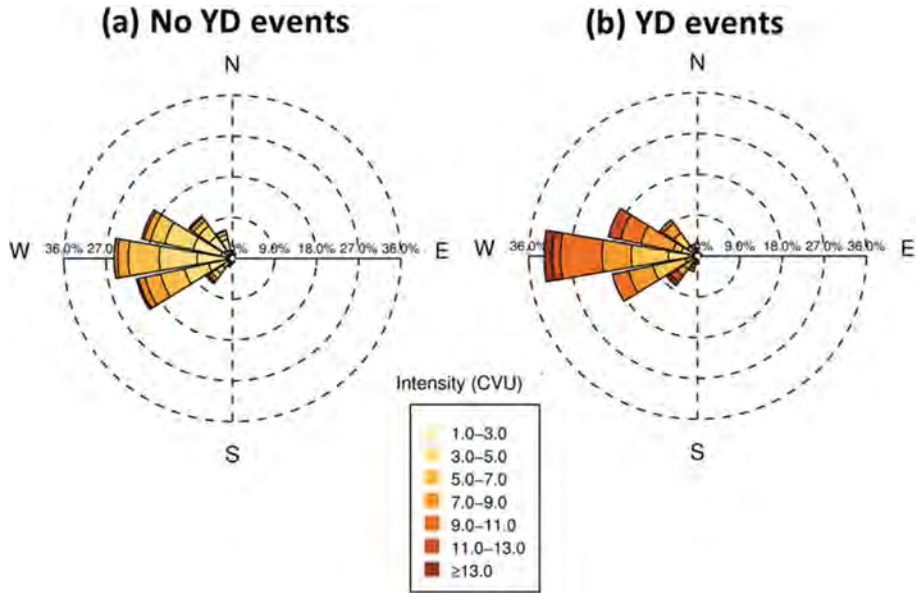 (a) No YD events
(b) YD events
N
N
W
36.0%
27.0%
%
9.0%
18.0%
27.0%
36.0%
E
W
36.0%
27.0%
%
9.0%
18.0%
27.0%
36.0%
E
Intensity (CVU)
1.0–3.0
3.0–5.0
5.0–7.0
7.0–9.0
9.0–11.0
11.0–13.0
≥13.0
S
S